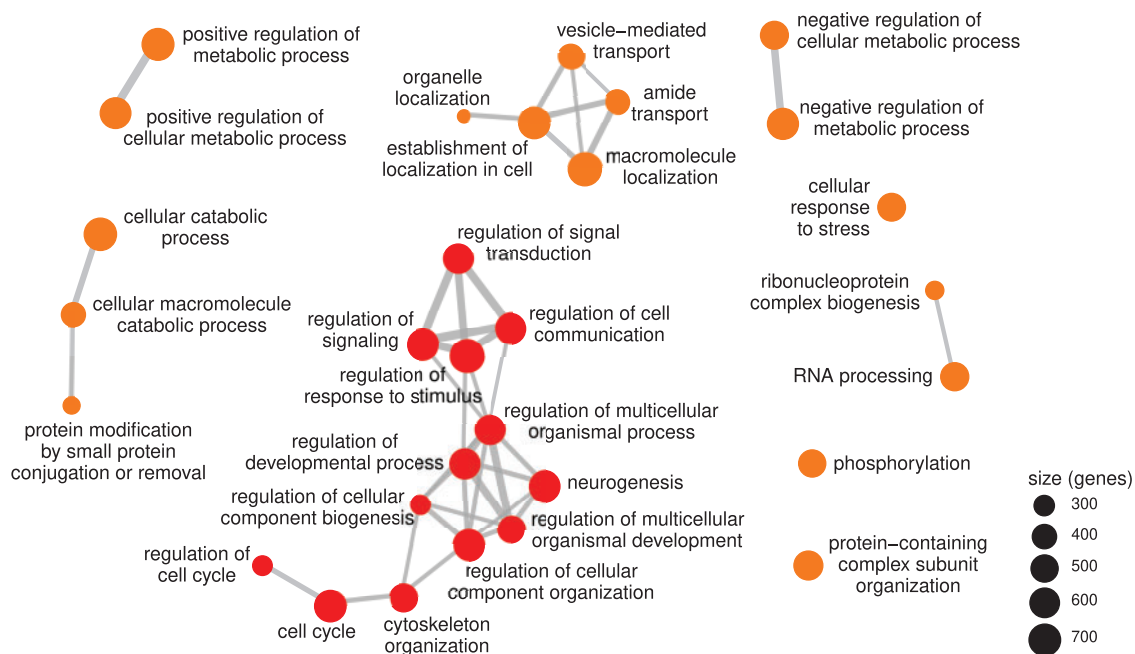 positive regulation of
metabolic process
positive regulation of
cellular metabolic process
vesicle−mediated
transport
organelle
localization
amide
transport
establishment of
localization in cell
macromolecule
localization
negative regulation of
cellular metabolic process
negative regulation of
metabolic process
cellular
response
to stress
cellular catabolic
process
cellular macromolecule
catabolic process
protein modification
by small protein
conjugation or removal
regulation of signal
transduction
regulation of
signaling
regulation of cell
communication
regulation of
response to stimulus
regulation of multicellular
organismal process
regulation of
developmental process
neurogenesis
regulation of cellular
component biogenesis
regulation of multicellular
organismal development
regulation of cellular
component organization
regulation of
cell cycle
cell cycle
cytoskeleton
organization
ribonucleoprotein
complex biogenesis
RNA processing
phosphorylation
protein−containing
complex subunit
organization
size (genes)
300
400
500
600
700